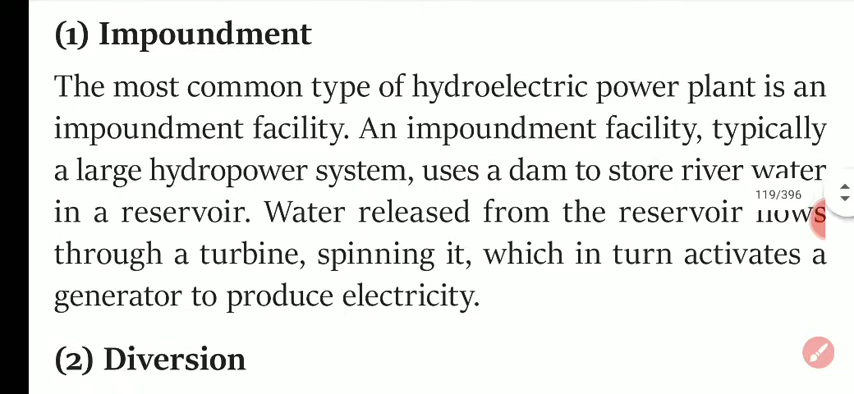 (1) Impoundment
The most common type of hydroelectric power plant is an
impoundment facility. An impoundment facility, typically
a large hydropower system, uses a dam to store river water
119/396
in a reservoir. Water released from the reservoir flows
through a turbine, spinning it, which in turn activates a
generator to produce electricity.
(2) Diversion